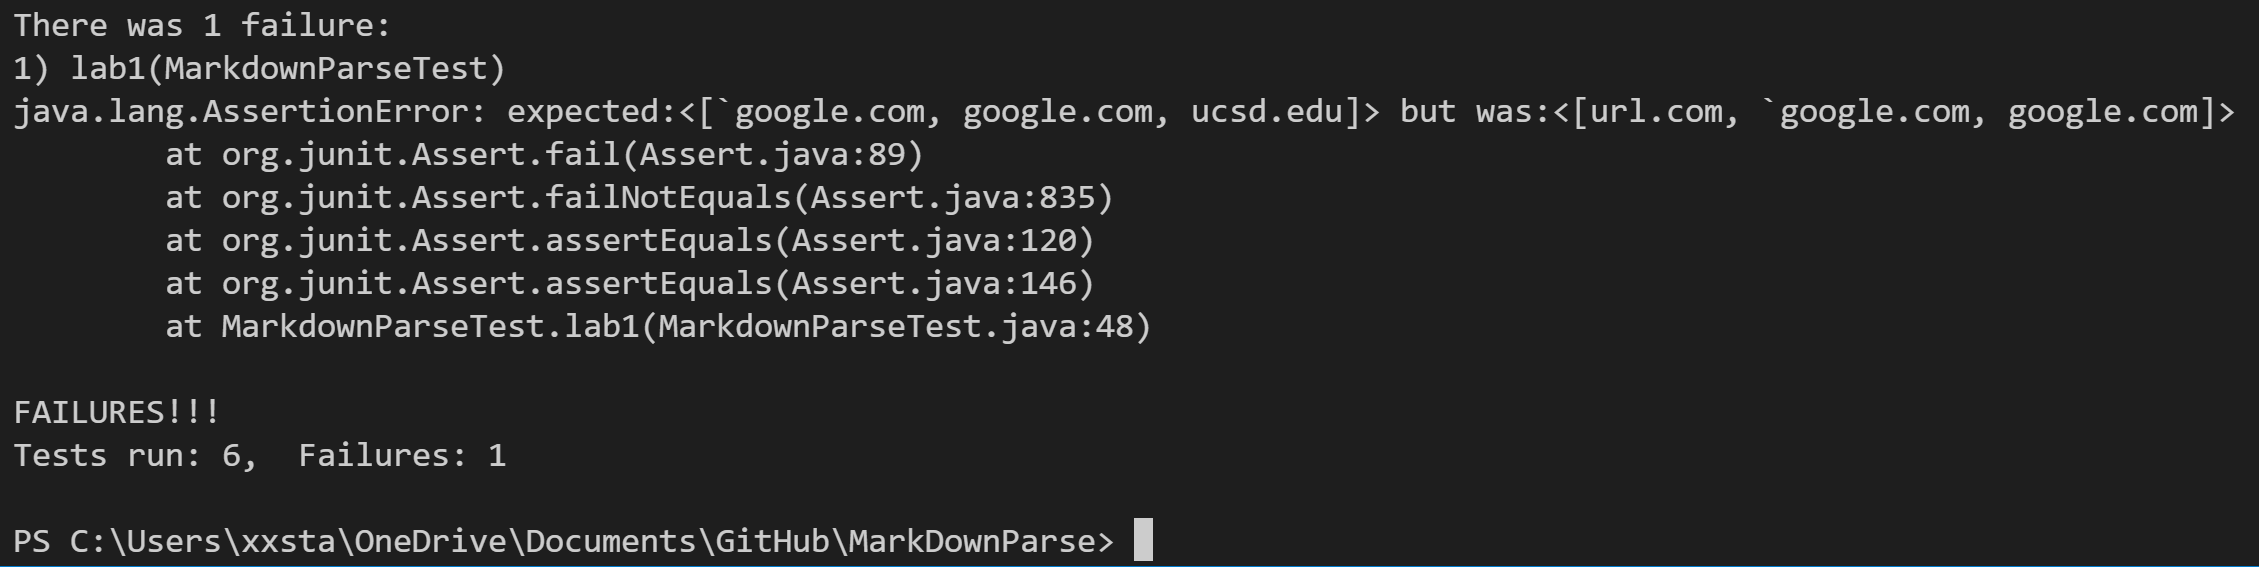 There was 1 failure:
1) lab1(MarkdownParseTest)
java.lang.AssertionError: expected:<[`google.com, google.com, ucsd.edu]> but was:<[url.com, `google.com, google.com]>
        at org.junit.Assert.fail(Assert.java:89)
        at org.junit.Assert.failNotEquals(Assert.java:835)
        at org.junit.Assert.assertEquals(Assert.java:120)
        at org.junit.Assert.assertEquals(Assert.java:146)
        at MarkdownParseTest.lab1(MarkdownParseTest.java:48)

FAILURES!!!
Tests run: 6,  Failures: 1

PS C:\Users\xxsta\OneDrive\Documents\GitHub\MarkDownParse>